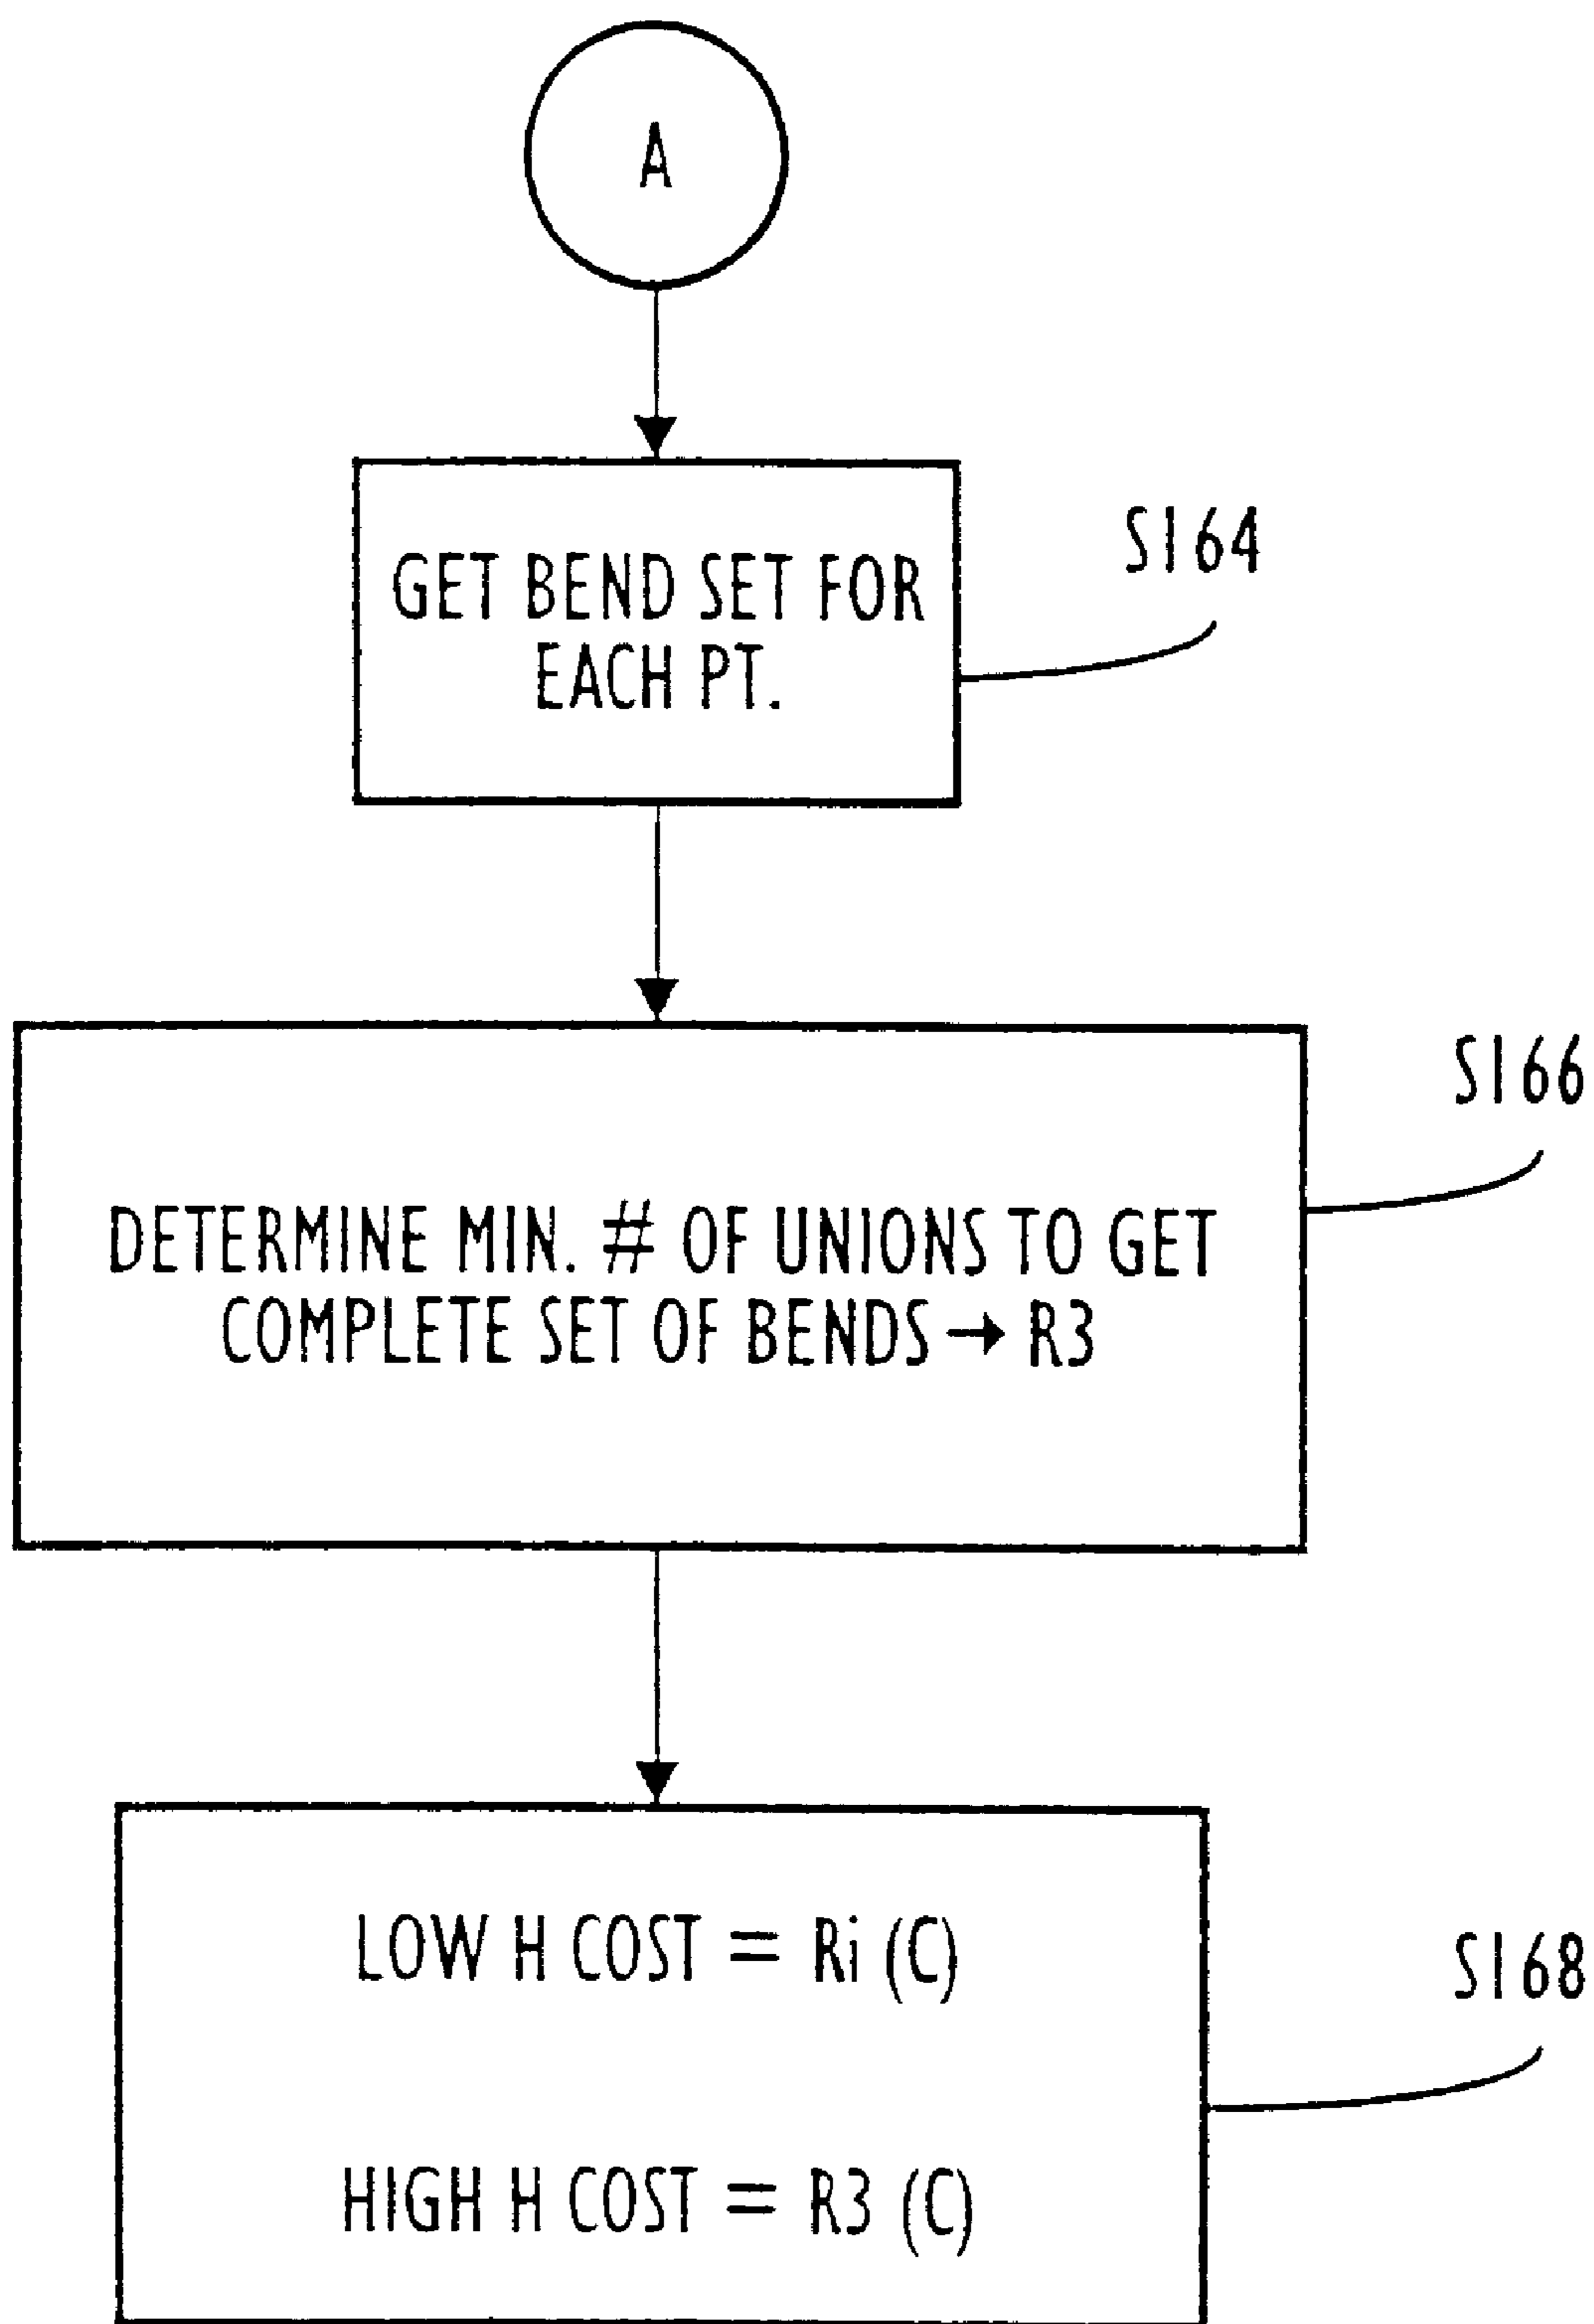 A
GET BEND SET FOR
EACH PT.
S164
DETERMINE MIN. # OF UNIONS TO GET
COMPLETE SET OF BENDS → R3
S166
LOW H COST = Ri (C)
HIGH H COST = R3 (C)
S168